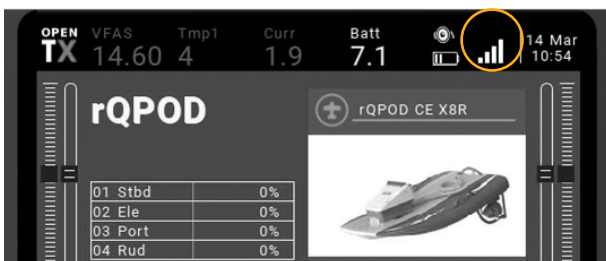 OPEN VFAS Tmp1 Curr Batt
TX 14.60 4 1.9 7.1 14 Mar
10:54
rQPOD
rQPOD CE X8R
01 Stbd 0%
02 Ele 0%
03 Port 0%
04 Rud 0%